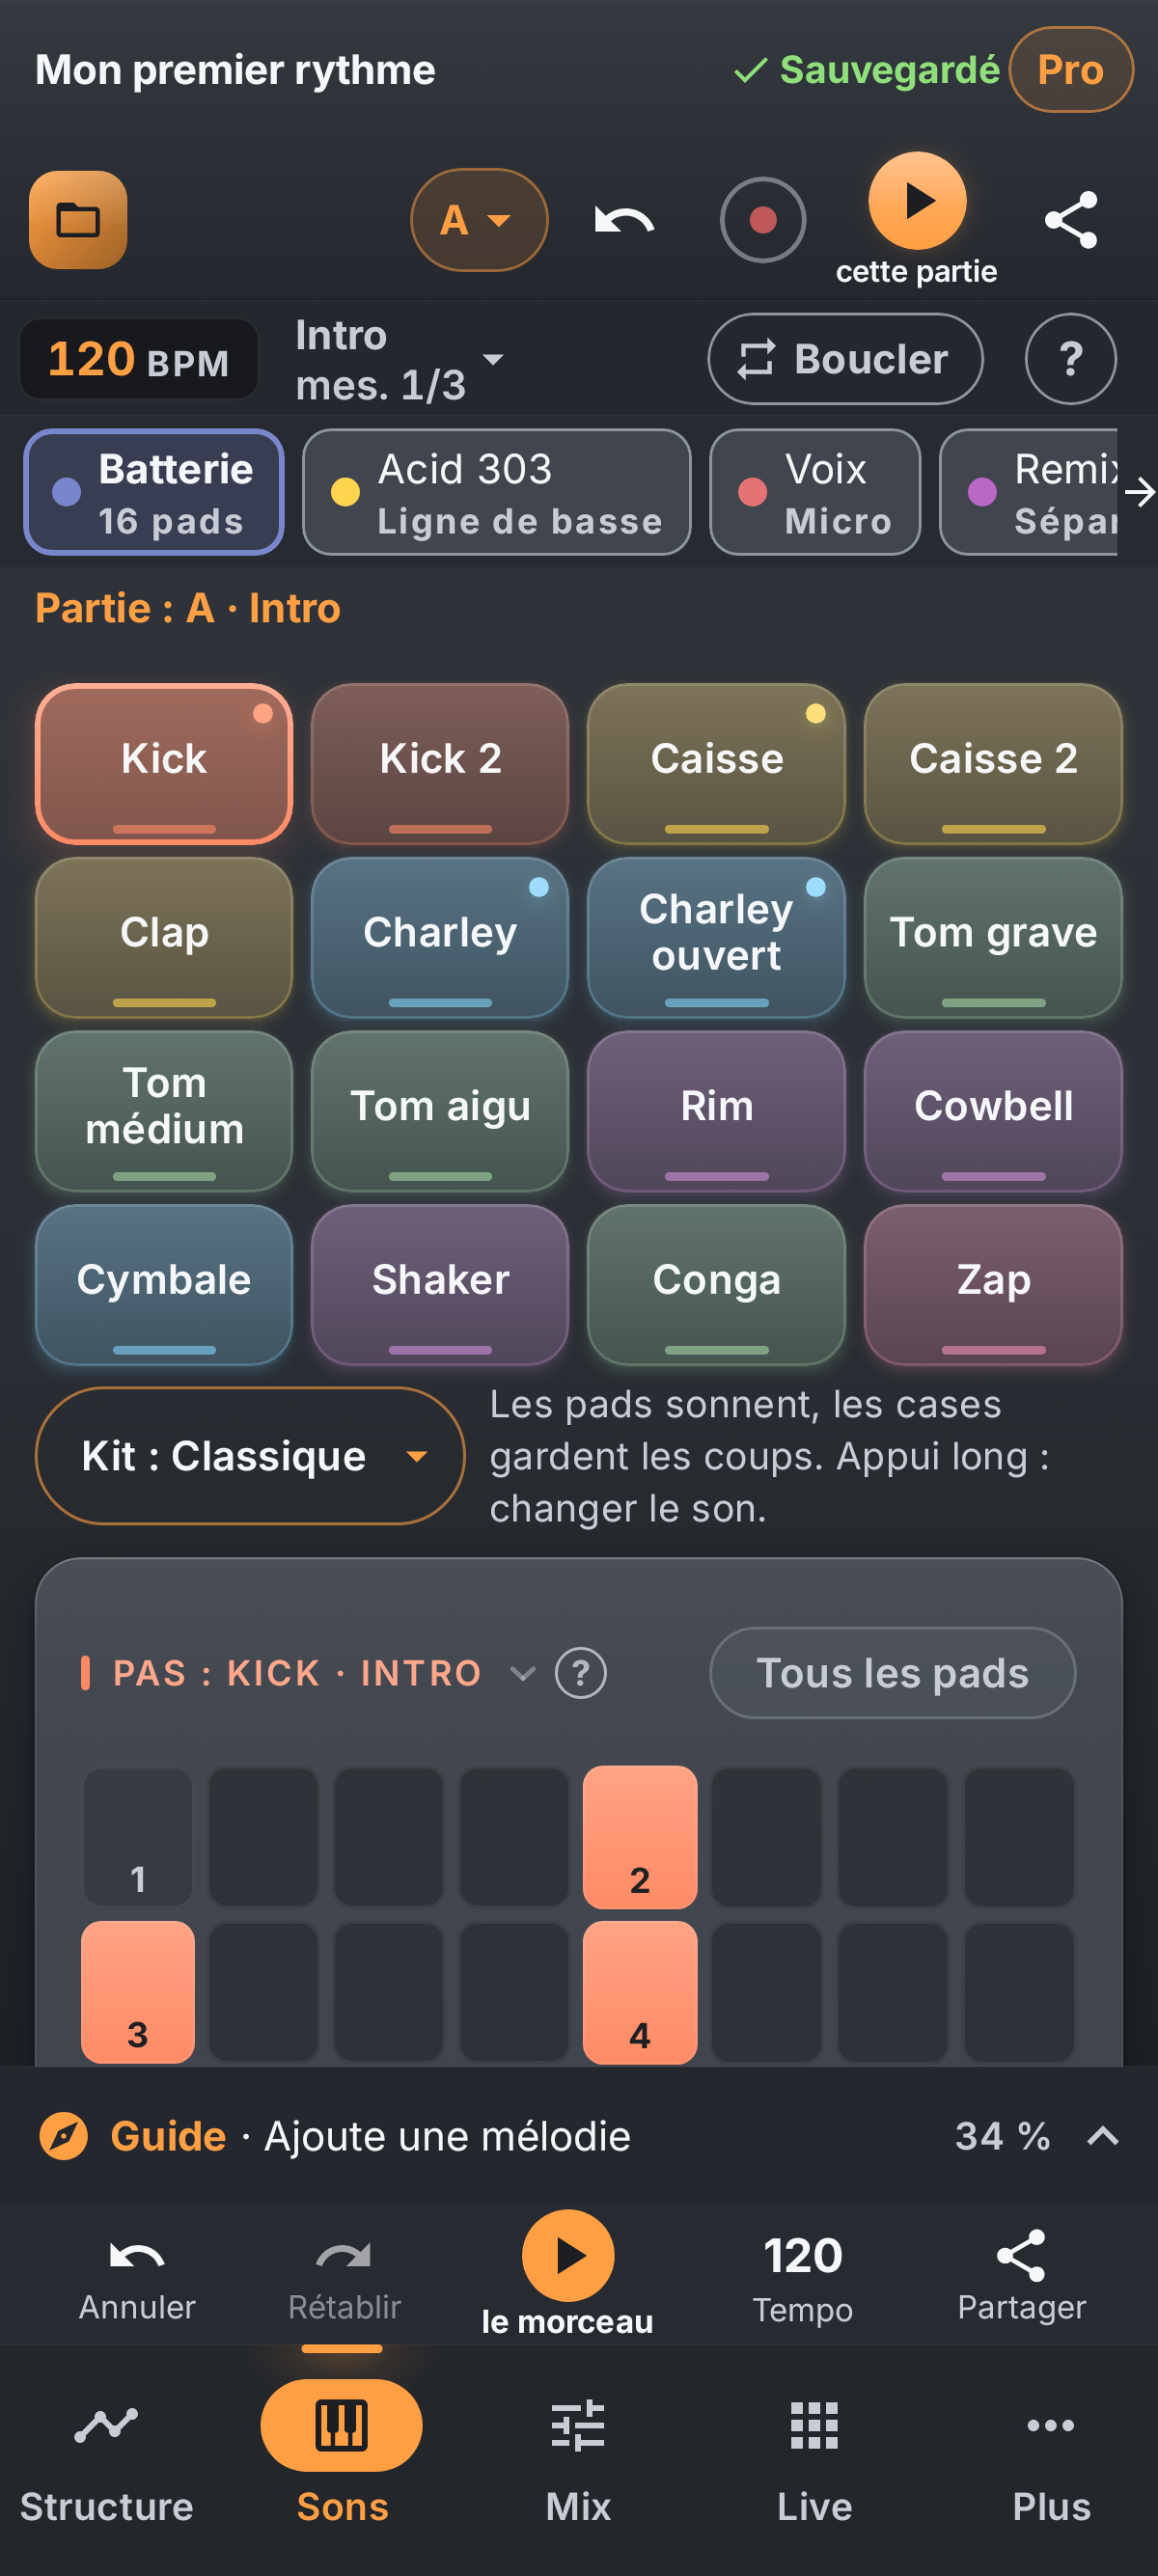 Mon premier rythme
Sauvegardé
Pro
A
cette partie
120 BPM
Intro
mes. 1/3
Boucler
?
Batterie
16 pads
Acid 303
Ligne de basse
Voix
Micro
Remix
Sépar
Partie : A · Intro
Kick
Kick 2
Caisse
Caisse 2
Clap
Charley
Charley
ouvert
Tom grave
Tom
médium
Tom aigu
Rim
Cowbell
Cymbale
Shaker
Conga
Zap
Kit : Classique
Les pads sonnent, les cases
gardent les coups. Appui long :
changer le son.
PAS : KICK · INTRO
?
Tous les pads
1
2
3
4
Guide · Ajoute une mélodie
34 %
Annuler
Rétablir
le morceau
120
Tempo
Partager
Structure
Sons
Mix
Live
Plus